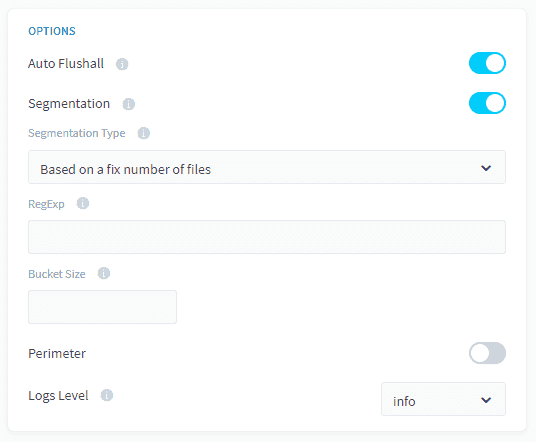 OPTIONS
Auto Flushall
Segmentation
Segmentation Type
Based on a fix number of files
RegExp
Bucket Size
Perimeter
Logs Level
info